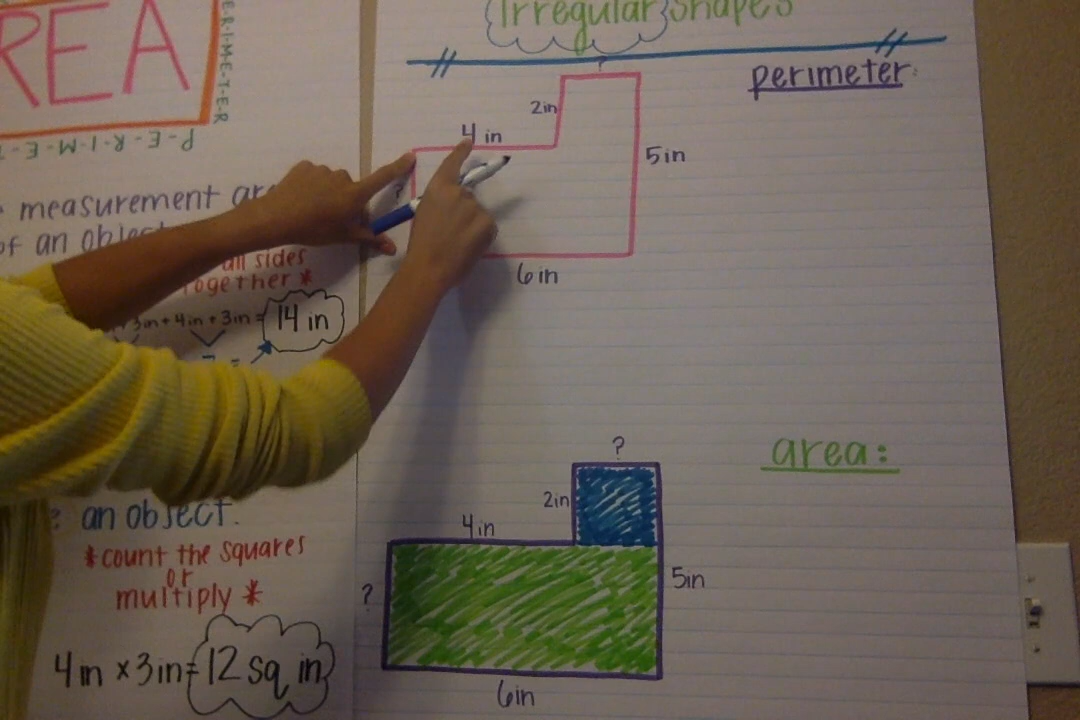 REA
P-E-R-I-M-E-T-E-R
Irregular Shapes
perimeter:
?
2in
4 in
5in
?
6in
measurement
of an
all sides
together *
3in + 4in + 3in = 14 in
? an object.
*count the squares
or
multiply *
4in x 3in = 12 sq in
area:
?
2in
4in
5in
?
6in